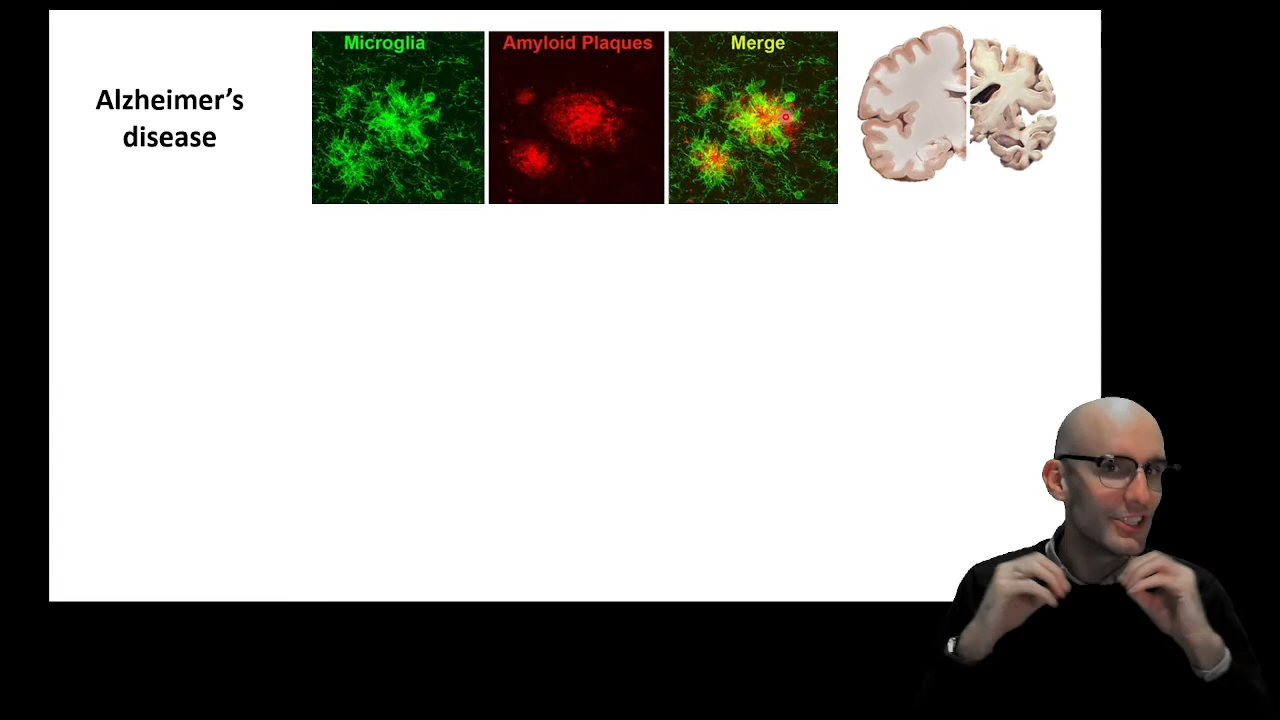 Alzheimer’s
disease
Microglia
Amyloid Plaques
Merge